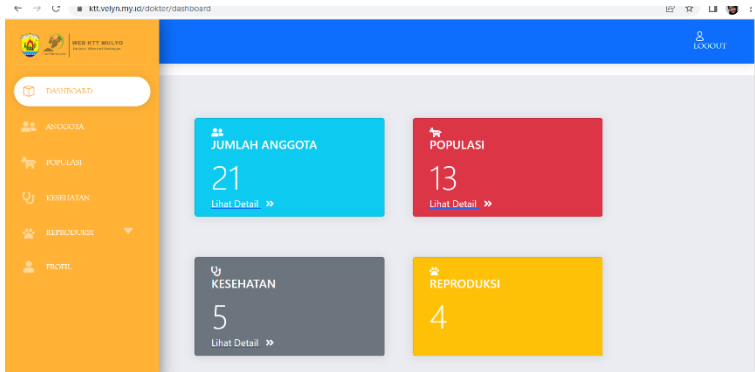 ktt.velyn.my.id/dokter/dashboard
WEB KTT MULYO
LOGOUT
DASHBOARD
ANGGOTA
POPULASI
KESEHATAN
REPRODUKSI
PROFIL
JUMLAH ANGGOTA
21
Lihat Detail
POPULASI
13
Lihat Detail
KESEHATAN
5
Lihat Detail
REPRODUKSI
4